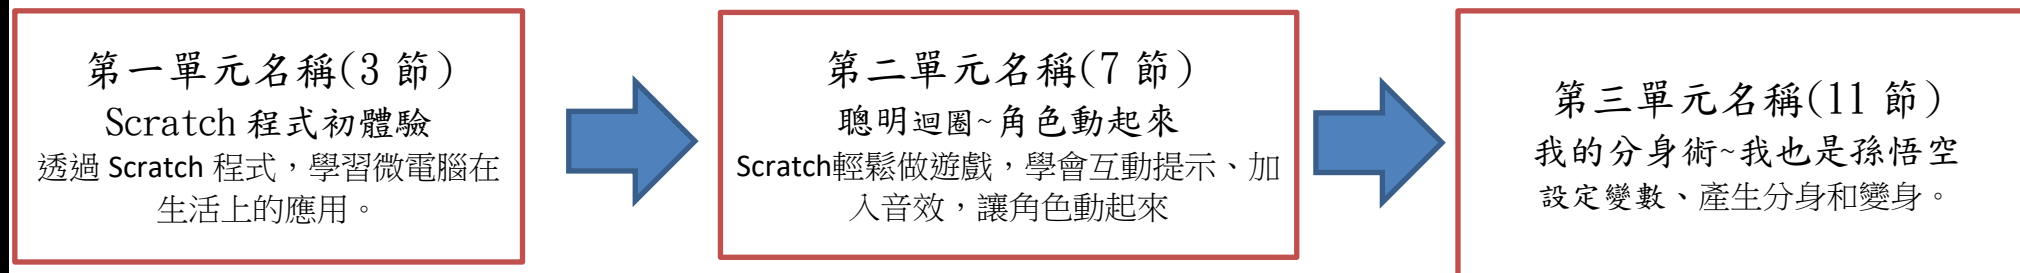 第一單元名稱(3 節)
Scratch 程式初體驗
透過 Scratch 程式，學習微電腦在
生活上的應用。
第二單元名稱(7 節)
聰明迴圈~角色動起來
Scratch輕鬆做遊戲，學會互動提示、加
入音效，讓角色動起來
第三單元名稱(11 節)
我的分身術~我也是孫悟空
設定變數、產生分身和變身。